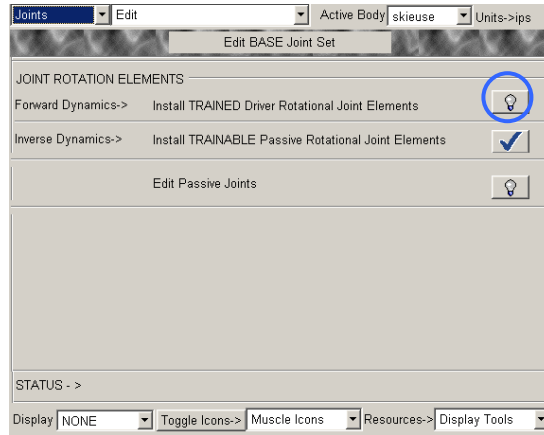 Joints Edit Active Body skieuse Units->ips
Edit BASE Joint Set
JOINT ROTATION ELEMENTS
Forward Dynamics-> Install TRAINED Driver Rotational Joint Elements
Inverse Dynamics-> Install TRAINABLE Passive Rotational Joint Elements
Edit Passive Joints
STATUS - >
Display NONE Toggle Icons-> Muscle Icons Resources-> Display Tools